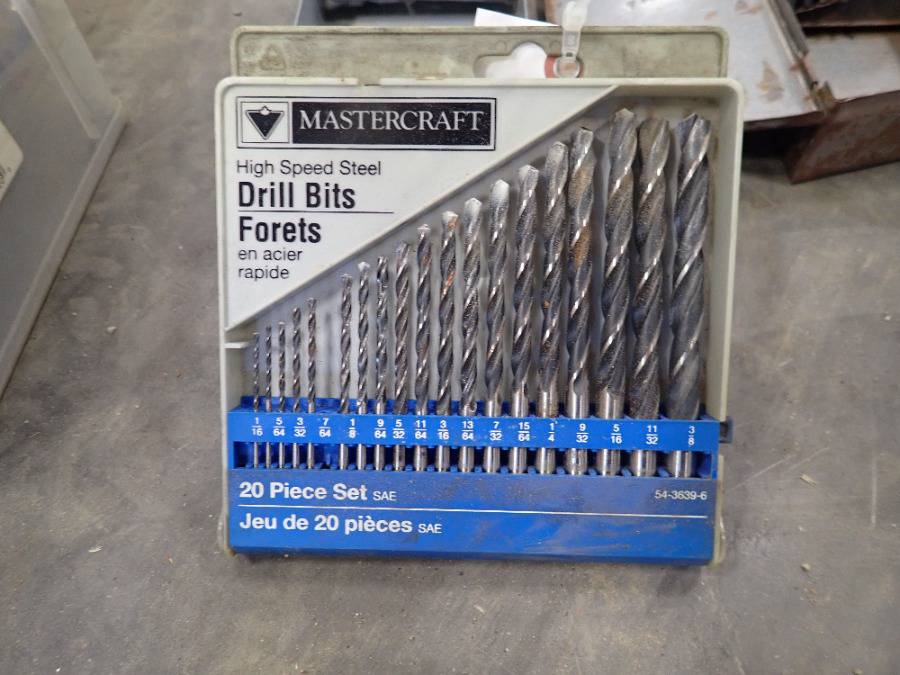 MASTERCRAFT
High Speed Steel
Drill Bits
Forets
en acier
rapide
1/16 5/64 3/32 7/64 1/8 9/64 5/32 11/64 3/16 13/64 7/32 15/64 1/4 9/32 5/16 11/32 3/8
20 Piece Set SAE
54-3639-6
Jeu de 20 pièces SAE